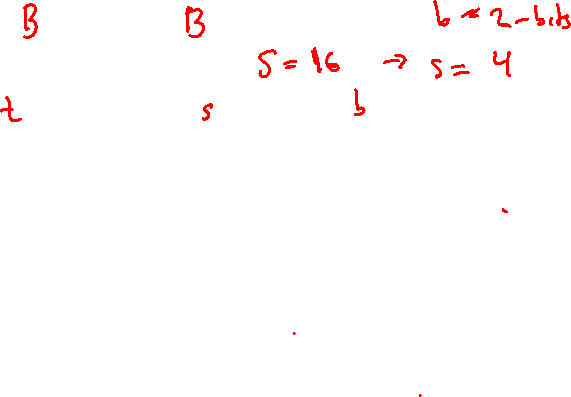 B B b ← 2-bits
S = 16 → s = 4
t s b